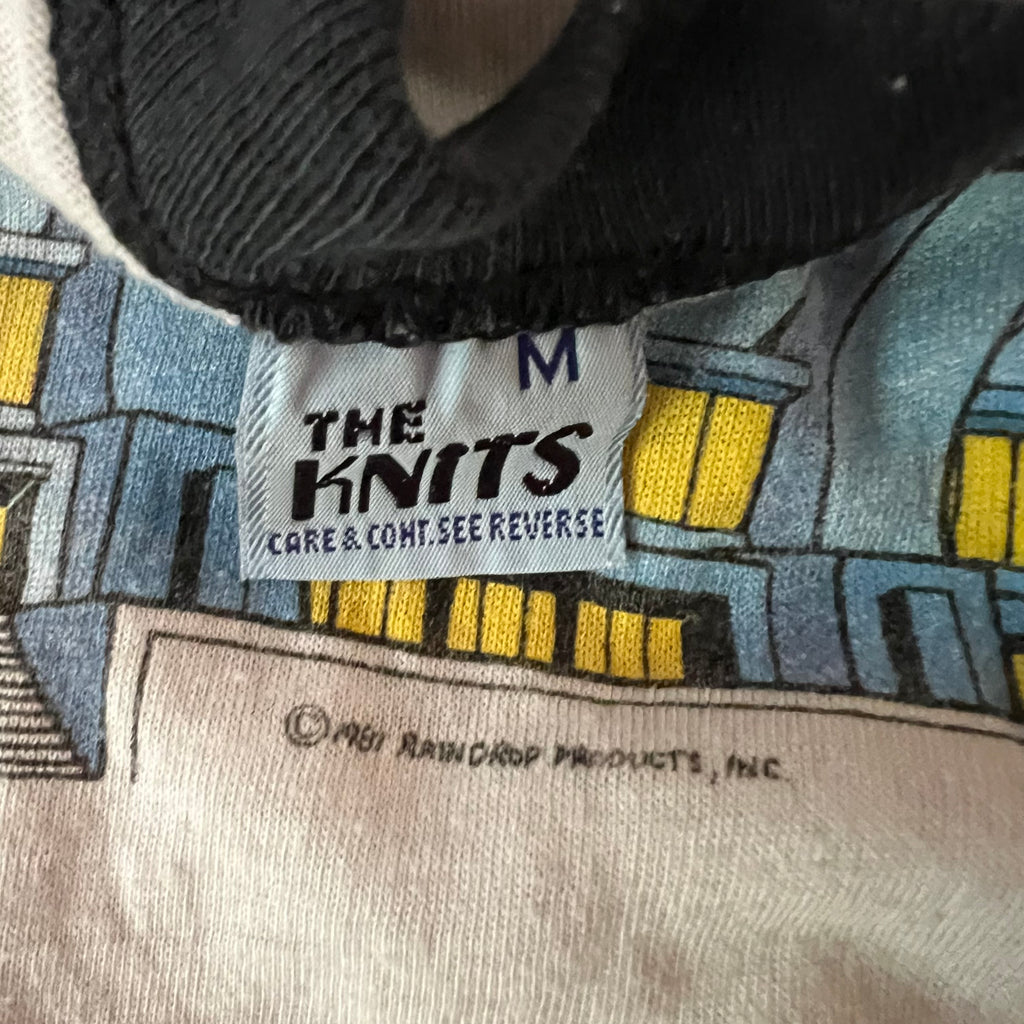 M
THE
KNITS
CARE & CONT. SEE REVERSE
© 1981 RAINDROP PRODUCTS, INC.